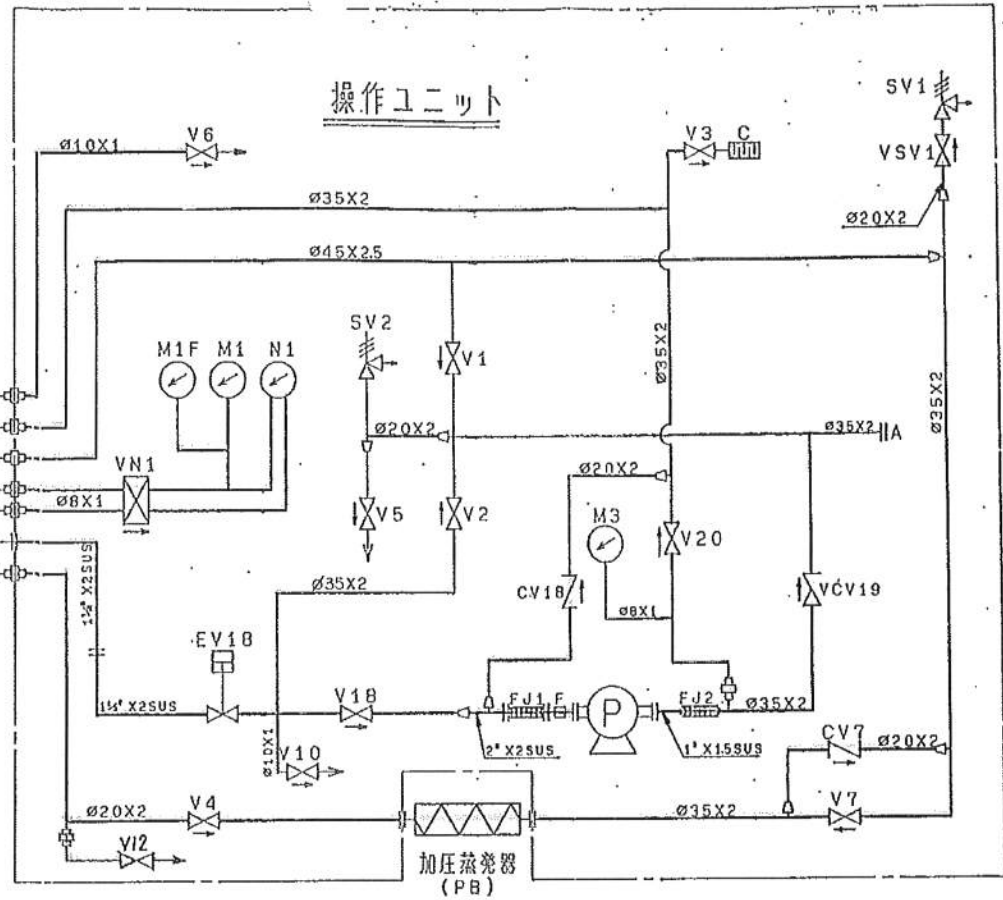 操作ユニット
SV1
V6
Ø10X1
V3
C
VSV1
Ø35X2
Ø20X2
Ø45X2.5
SV2
Ø35X2
M1F
M1
N1
V1
Ø35X2
Ø20X2
Ø35X2
A
VN1
Ø20X2
Ø8X1
V5
V2
M3
V20
1½" X2SUS
Ø35X2
CV18
VCV19
Ø8X1
EV18
V18
FJ1
F
P
FJ2
Ø35X2
1½" X2SUS
Ø10X1
V10
2" X2SUS
1" X1.5SUS
CV7
Ø20X2
Ø20X2
V4
Ø35X2
V7
V12
加圧蒸発器
(PB)